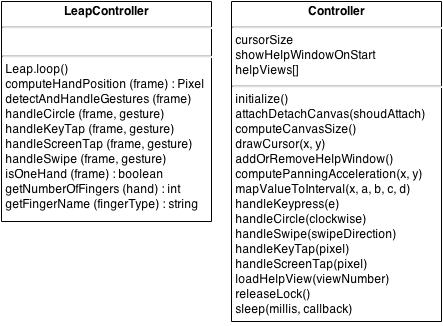 LeapController
Leap.loop()
computeHandPosition (frame) : Pixel
detectAndHandleGestures (frame)
handleCircle (frame, gesture)
handleKeyTap (frame, gesture)
handleScreenTap (frame, gesture)
handleSwipe (frame, gesture)
isOneHand (frame) : boolean
getNumberOfFingers (hand) : int
getFingerName (fingerType) : string
Controller
cursorSize
showHelpWindowOnStart
helpViews[]
initialize()
attachDetachCanvas(shoudAttach)
computeCanvasSize()
drawCursor(x, y)
addOrRemoveHelpWindow()
computePanningAcceleration(x, y)
mapValueToInterval(x, a, b, c, d)
handleKeypress(e)
handleCircle(clockwise)
handleSwipe(swipeDirection)
handleKeyTap(pixel)
handleScreenTap(pixel)
loadHelpView(viewNumber)
releaseLock()
sleep(millis, callback)